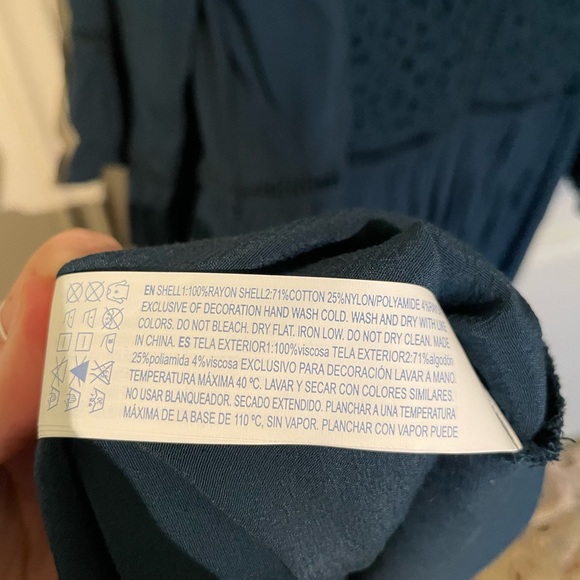 EN SHELL1:100%RAYON SHELL2:71%COTTON 25%NYLON/POLYAMIDE 4%
EXCLUSIVE OF DECORATION HAND WASH COLD. WASH AND DRY WITH LIKE
COLORS. DO NOT BLEACH. DRY FLAT. IRON LOW. DO NOT DRY CLEAN. MADE
IN CHINA. ES TELA EXTERIOR1:100%viscosa TELA EXTERIOR2:71%algodón
25%poliamida 4%viscosa EXCLUSIVO PARA DECORACIÓN LAVAR A MANO.
TEMPERATURA MÁXIMA 40 ºC. LAVAR Y SECAR CON COLORES SIMILARES.
NO USAR BLANQUEADOR. SECADO EXTENDIDO. PLANCHAR A UNA TEMPERATURA
MÁXIMA DE LA BASE DE 110 ºC, SIN VAPOR. PLANCHAR CON VAPOR PUEDE